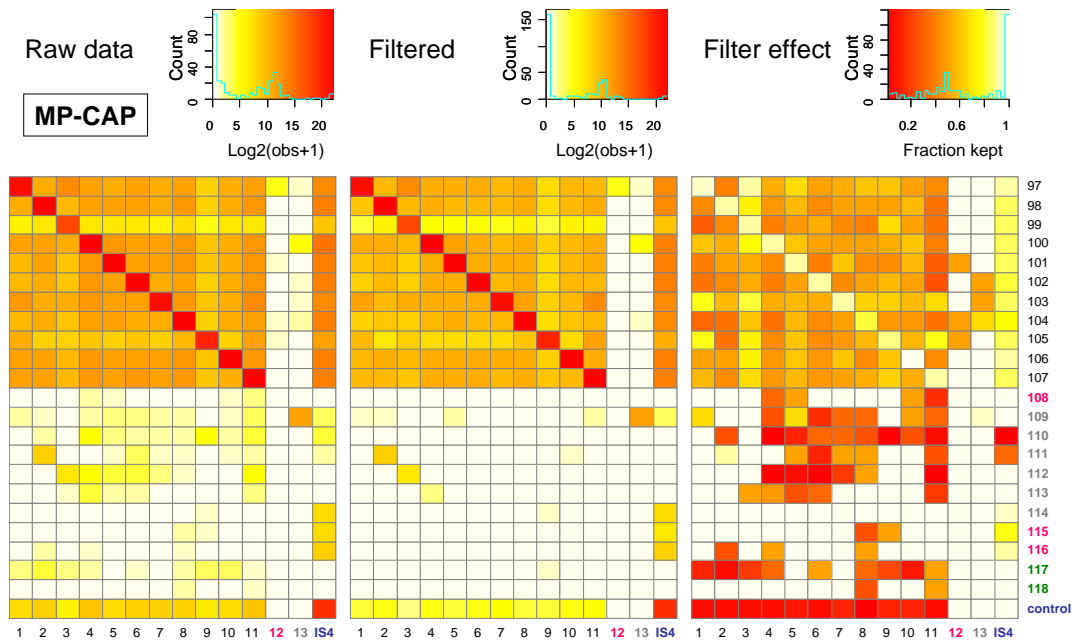 Raw data
MP-CAP
Count
0 40 80
0 5 10 15 20
Log2(obs+1)
Filtered
Count
0 50 100 150
0 5 10 15 20
Log2(obs+1)
Filter effect
Count
0 40 80
0.2 0.6 1
Fraction kept
97
98
99
100
101
102
103
104
105
106
107
108
109
110
111
112
113
114
115
116
117
118
control
1 2 3 4 5 6 7 8 9 10 11 12 13 IS4
1 2 3 4 5 6 7 8 9 10 11 12 13 IS4
1 2 3 4 5 6 7 8 9 10 11 12 13 IS4